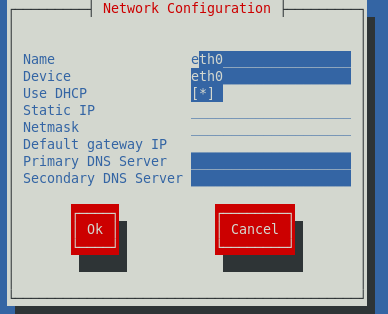 Network Configuration
Name eth0
Device eth0
Use DHCP [*]
Static IP
Netmask
Default gateway IP
Primary DNS Server
Secondary DNS Server
Ok Cancel